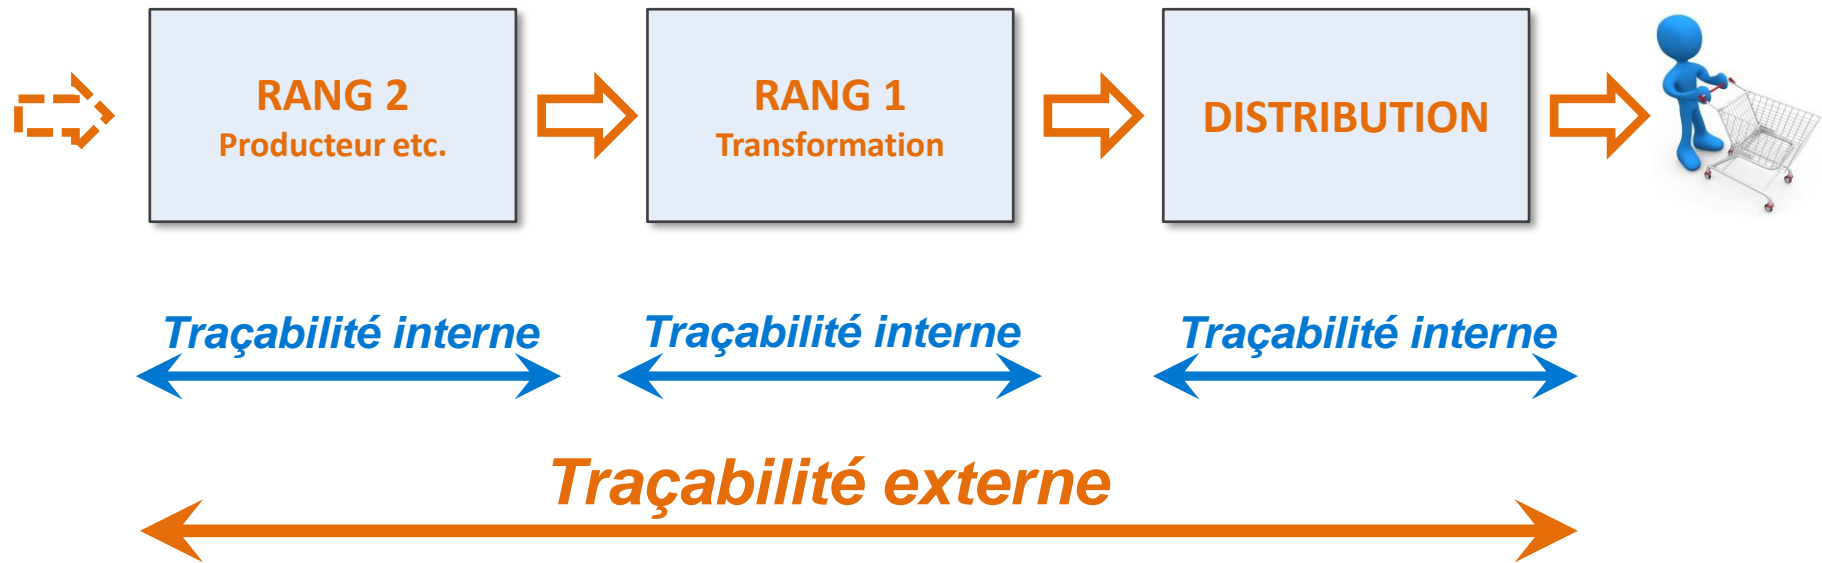 RANG 2
Producteur etc.
RANG 1
Transformation
DISTRIBUTION
Traçabilité interne
Traçabilité interne
Traçabilité interne
Traçabilité externe